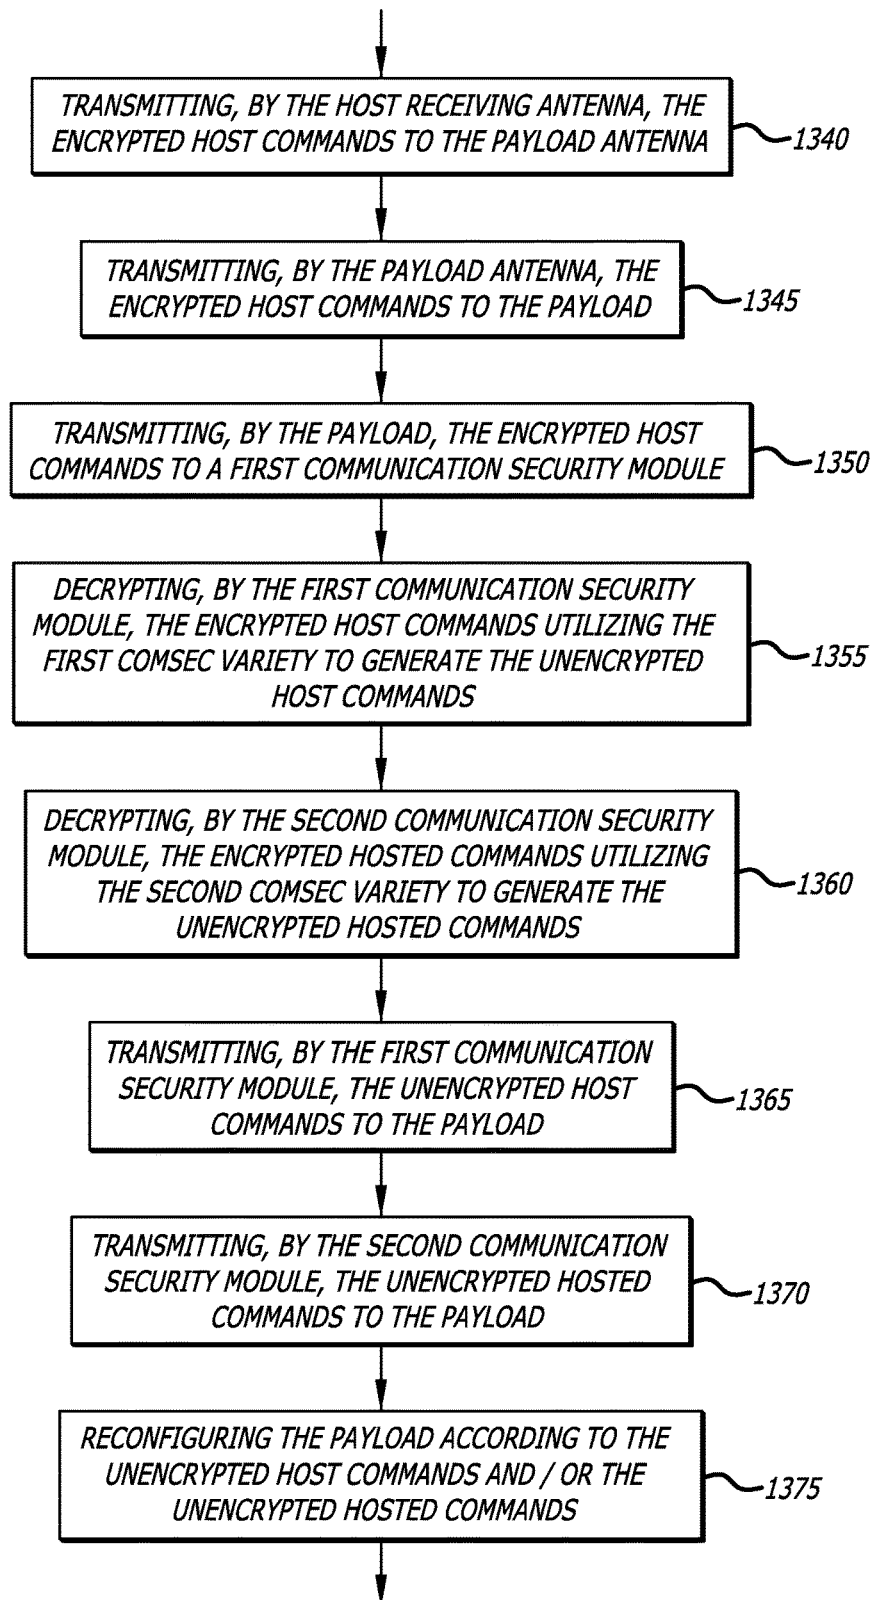 TRANSMITTING, BY THE HOST RECEIVING ANTENNA, THE
ENCRYPTED HOST COMMANDS TO THE PAYLOAD ANTENNA
1340
TRANSMITTING, BY THE PAYLOAD ANTENNA, THE
ENCRYPTED HOST COMMANDS TO THE PAYLOAD
1345
TRANSMITTING, BY THE PAYLOAD, THE ENCRYPTED HOST
COMMANDS TO A FIRST COMMUNICATION SECURITY MODULE
1350
DECRYPTING, BY THE FIRST COMMUNICATION SECURITY
MODULE, THE ENCRYPTED HOST COMMANDS UTILIZING THE
FIRST COMSEC VARIETY TO GENERATE THE UNENCRYPTED
HOST COMMANDS
1355
DECRYPTING, BY THE SECOND COMMUNICATION SECURITY
MODULE, THE ENCRYPTED HOSTED COMMANDS UTILIZING
THE SECOND COMSEC VARIETY TO GENERATE THE
UNENCRYPTED HOSTED COMMANDS
1360
TRANSMITTING, BY THE FIRST COMMUNICATION
SECURITY MODULE, THE UNENCRYPTED HOST
COMMANDS TO THE PAYLOAD
1365
TRANSMITTING, BY THE SECOND COMMUNICATION
SECURITY MODULE, THE UNENCRYPTED HOSTED
COMMANDS TO THE PAYLOAD
1370
RECONFIGURING THE PAYLOAD ACCORDING TO THE
UNENCRYPTED HOST COMMANDS AND / OR THE
UNENCRYPTED HOSTED COMMANDS
1375